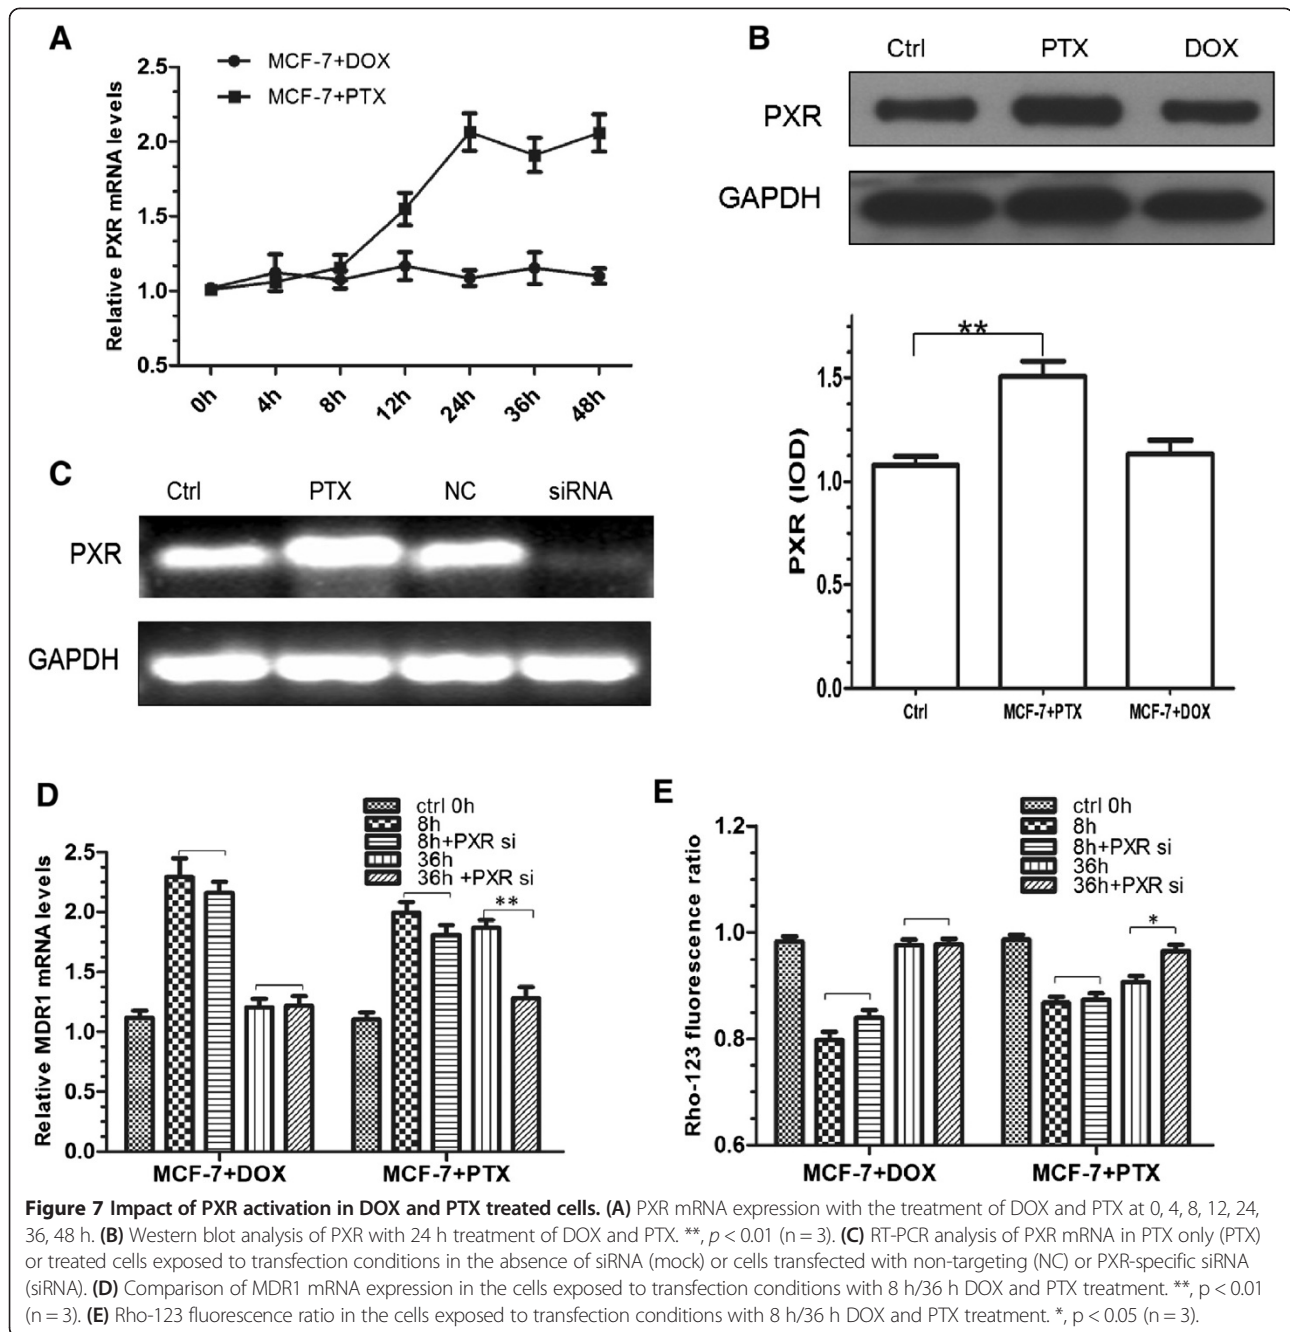 A
MCF-7+DOX
MCF-7+PTX
2.5
2.0
1.5
1.0
0.5
Relative PXR mRNA levels
0h 4h 8h 12h 24h 36h 48h
B
Ctrl PTX DOX
PXR
GAPDH
**
1.5
1.0
0.5
0.0
PXR (IOD)
Ctrl MCF-7+PTX MCF-7+DOX
C
Ctrl PTX NC siRNA
PXR
GAPDH
D
ctrl 0h
8h
8h+PXR si
36h
36h +PXR si
2.5
2.0
1.5
1.0
0.5
0.0
Relative MDR1 mRNA levels
**
MCF-7+DOX MCF-7+PTX
E
ctrl 0h
8h
8h+PXR si
36h
36h+PXR si
1.2
1.0
0.8
0.6
Rho-123 fluorescence ratio
*
MCF-7+DOX MCF-7+PTX
Figure 7 Impact of PXR activation in DOX and PTX treated cells. (A) PXR mRNA expression with the treatment of DOX and PTX at 0, 4, 8, 12, 24,
36, 48 h. (B) Western blot analysis of PXR with 24 h treatment of DOX and PTX. **, p < 0.01 (n = 3). (C) RT-PCR analysis of PXR mRNA in PTX only (PTX)
or treated cells exposed to transfection conditions in the absence of siRNA (mock) or cells transfected with non-targeting (NC) or PXR-specific siRNA
(siRNA). (D) Comparison of MDR1 mRNA expression in the cells exposed to transfection conditions with 8 h/36 h DOX and PTX treatment. **, p < 0.01
(n = 3). (E) Rho-123 fluorescence ratio in the cells exposed to transfection conditions with 8 h/36 h DOX and PTX treatment. *, p < 0.05 (n = 3).